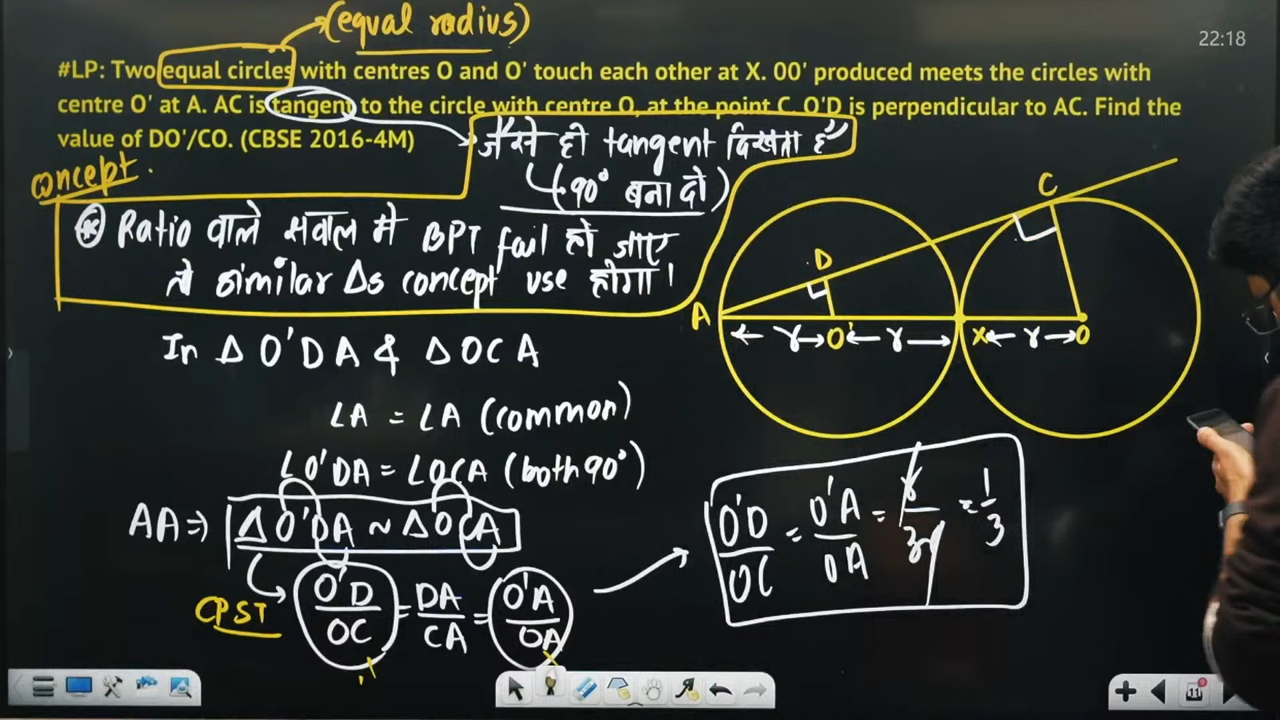 (equal radius)
22:18
#LP: Two equal circles with centres O and O' touch each other at X. OO' produced meets the circles with
centre O' at A. AC is tangent to the circle with centre O, at the point C. O'D is perpendicular to AC. Find the
value of DO'/CO. (CBSE 2016-4M)
"जैसे ही tangent दिखता है"
90° बना दो)
concept.
* Ratio वाले सवाल में BPT fail हो जाए
तो similar Δs concept use होगा।
C
D
A
r O' r X r O
In Δ O'DA & Δ OCA
∠A = ∠A (common)
∠O'DA = ∠OCA (both 90°)
AA ⇒ Δ O'DA ~ Δ OCA
CPST O'D/OC = DA/CA = O'A/OA
O'D/OC = O'A/OA = r/3r = 1/3
11